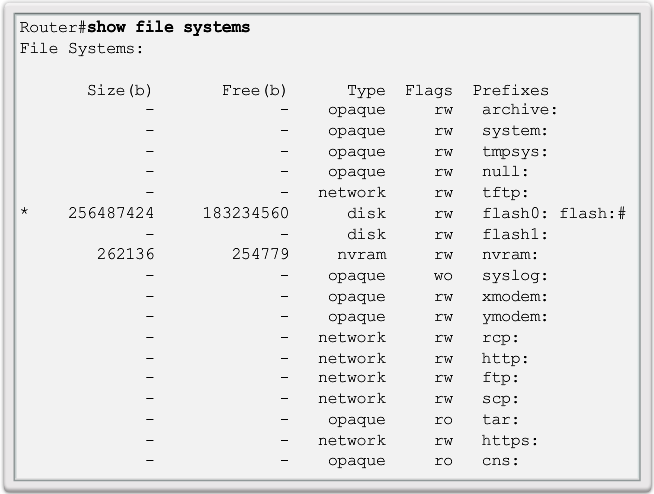 Router#show file systems
File Systems:
Size(b) Free(b) Type Flags Prefixes
- - opaque rw archive:
- - opaque rw system:
- - opaque rw tmpsys:
- - opaque rw null:
- - network rw tftp:
* 256487424 183234560 disk rw flash0: flash:#
- - disk rw flash1:
262136 254779 nvram rw nvram:
- - opaque wo syslog:
- - opaque rw xmodem:
- - opaque rw ymodem:
- - network rw rcp:
- - network rw http:
- - network rw ftp:
- - network rw scp:
- - opaque ro tar:
- - network rw https:
- - opaque ro cns: